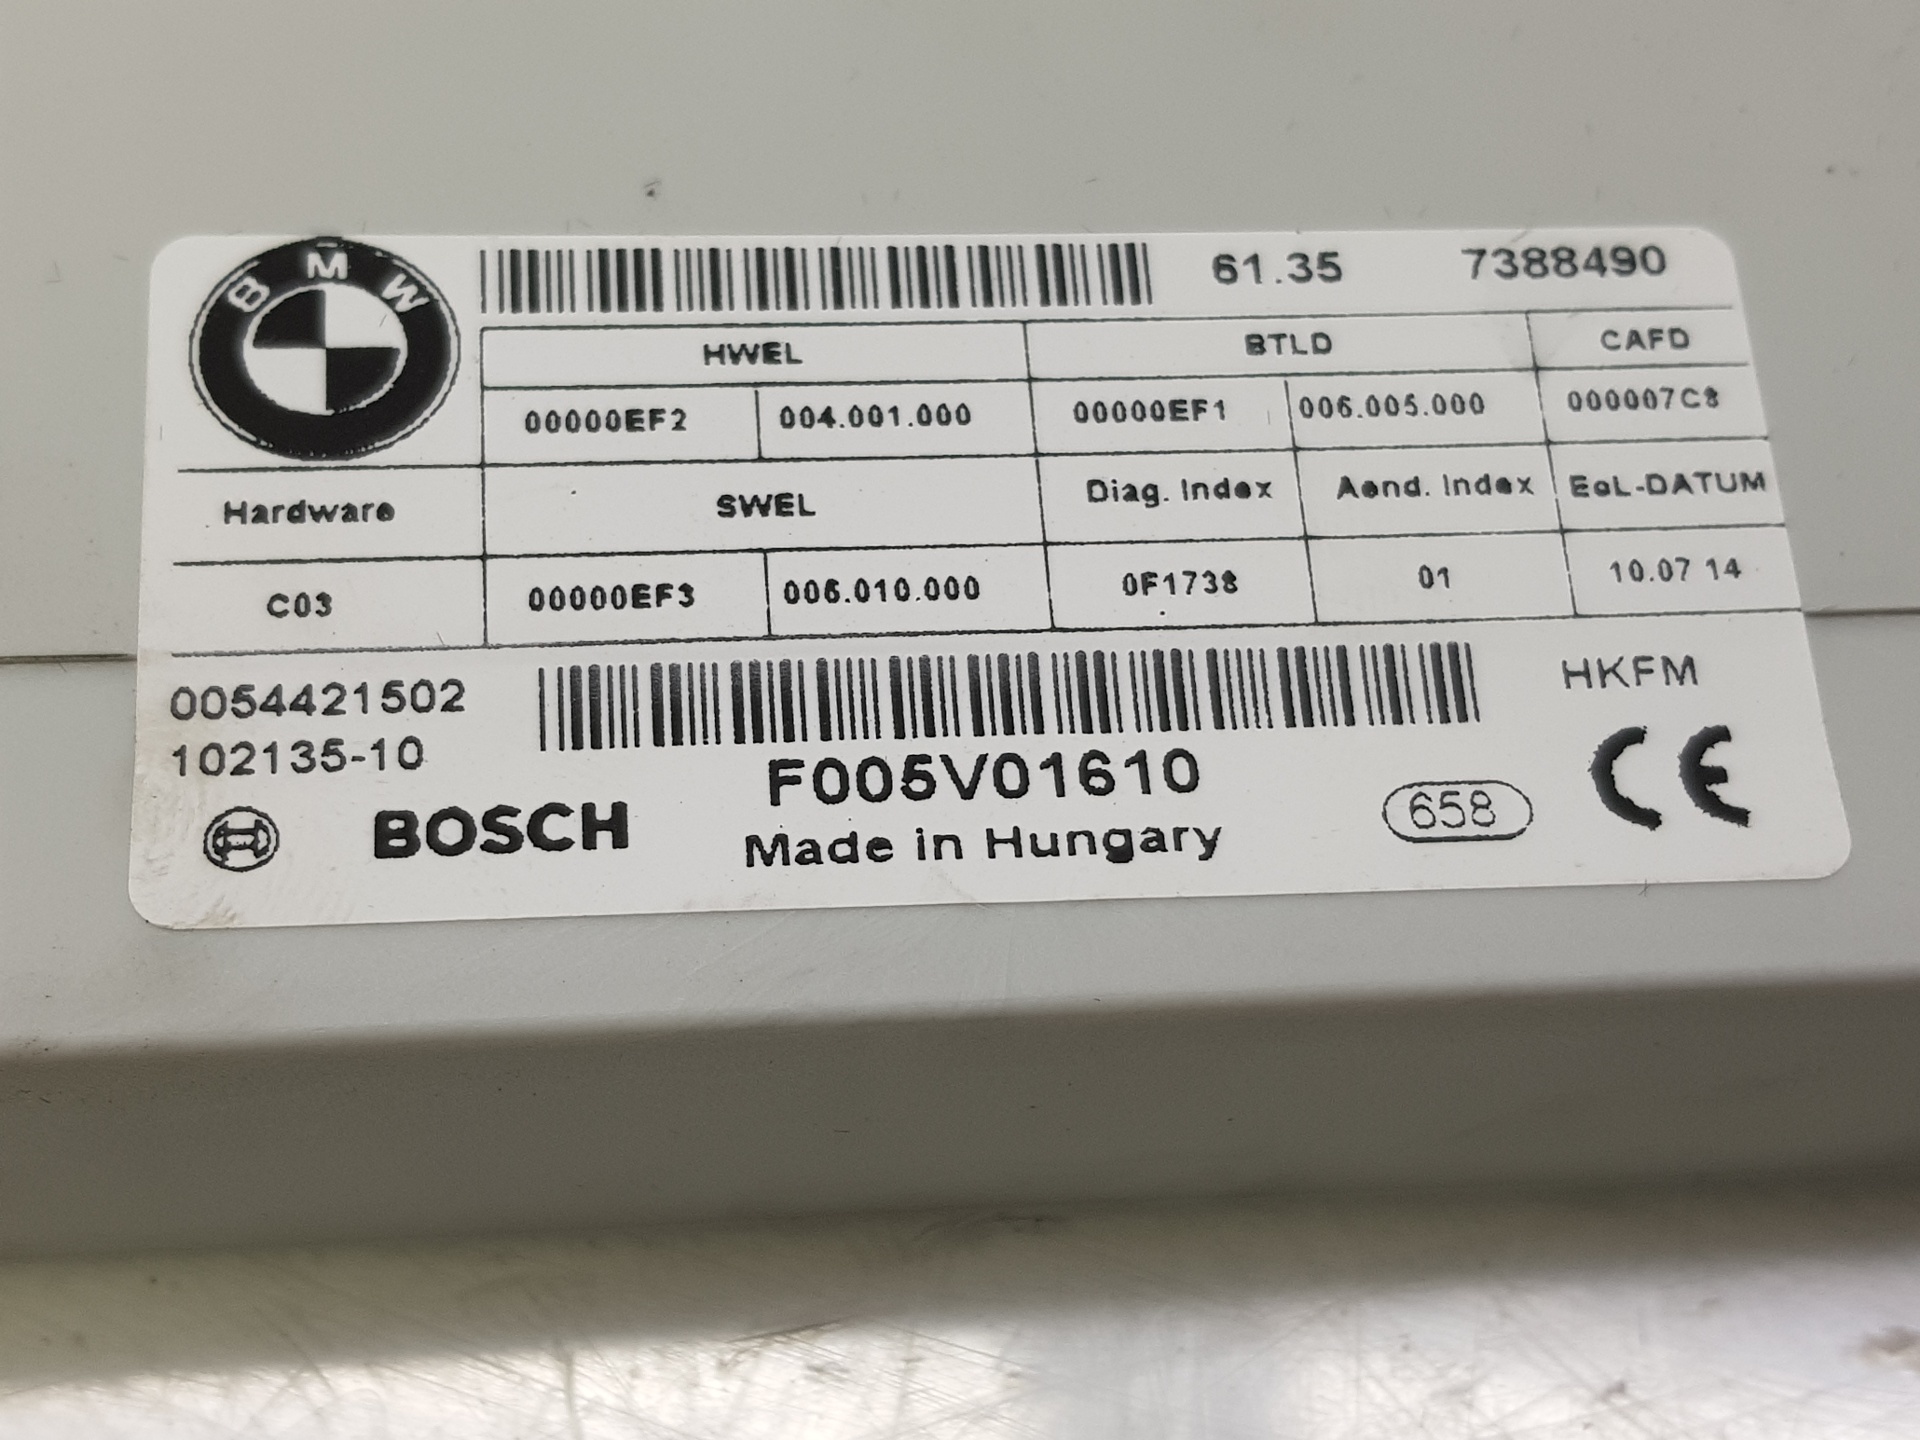 BMW
61.35 7388490
HWEL BTLD CAFD
00000EF2 004.001.000 00000EF1 006.005.000 000007C8
Hardware SWEL Diag. Index Aend. Index EoL-DATUM
C03 00000EF3 006.010.000 0F1738 01 10.07 14
0054421502 HKFM
102135-10
F005V01610
BOSCH 658 CE
Made in Hungary